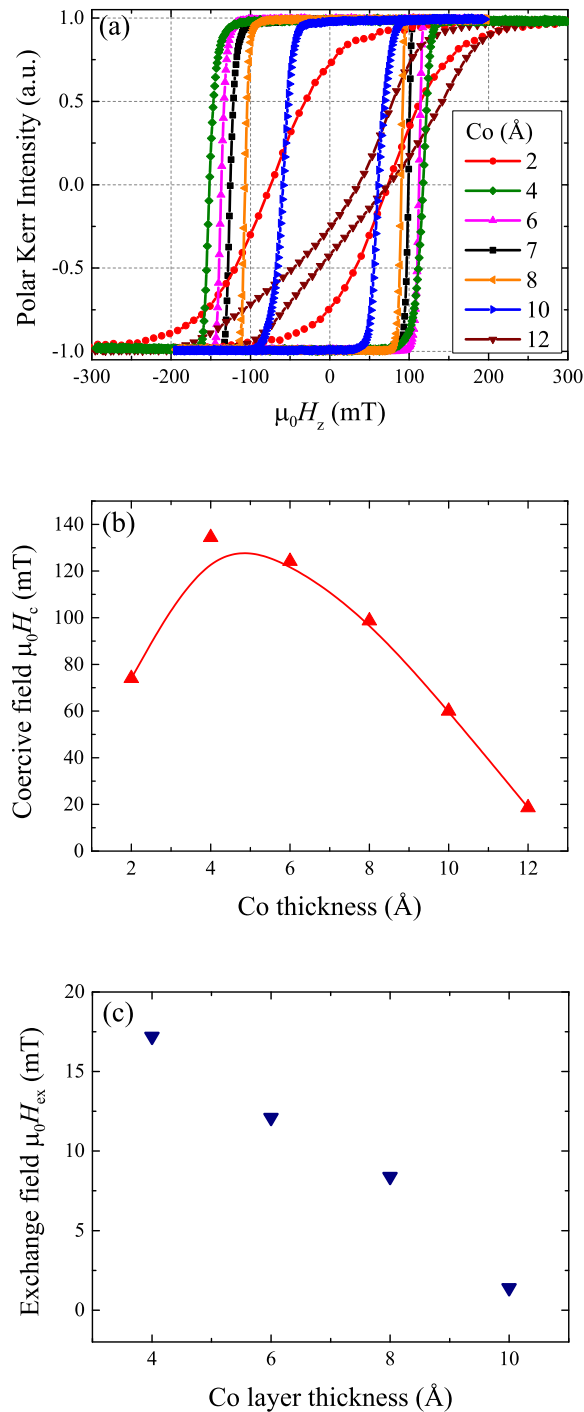 (a)
Polar Kerr Intensity (a.u.)
1.0
0.5
0.0
-0.5
-1.0
Co (Å)
2
4
6
7
8
10
12
-300 -200 -100 0 100 200 300
μ₀Hz (mT)
(b)
Coercive field μ₀Hc (mT)
140
120
100
80
60
40
20
0
2 4 6 8 10 12
Co thickness (Å)
(c)
Exchange field μ₀Hex (mT)
20
15
10
5
0
4 6 8 10
Co layer thickness (Å)